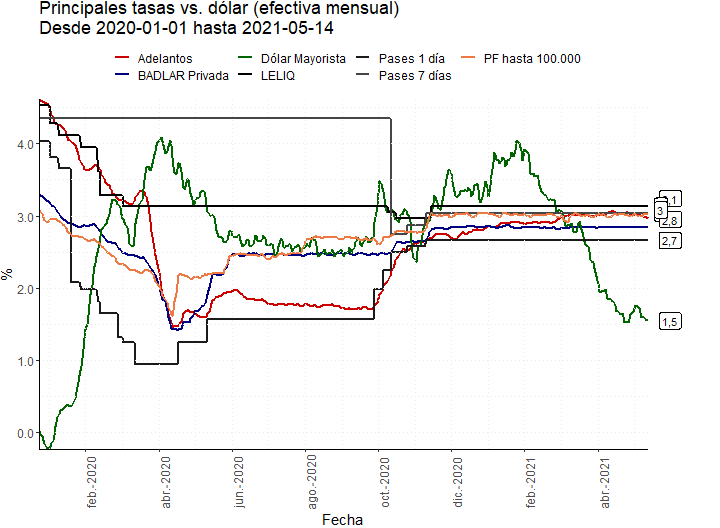 Principales tasas vs. dólar (efectiva mensual)
Desde 2020-01-01 hasta 2021-05-14
Adelantos Dólar Mayorista Pases 1 día PF hasta 100.000
BADLAR Privada LELIQ Pases 7 días
%
4.0
3.0
2.0
1.0
0.0
3
2,8
2,7
1,5
feb.-2020 abr.-2020 jun.-2020 ago.-2020 oct.-2020 dic.-2020 feb.-2021 abr.-2021
Fecha